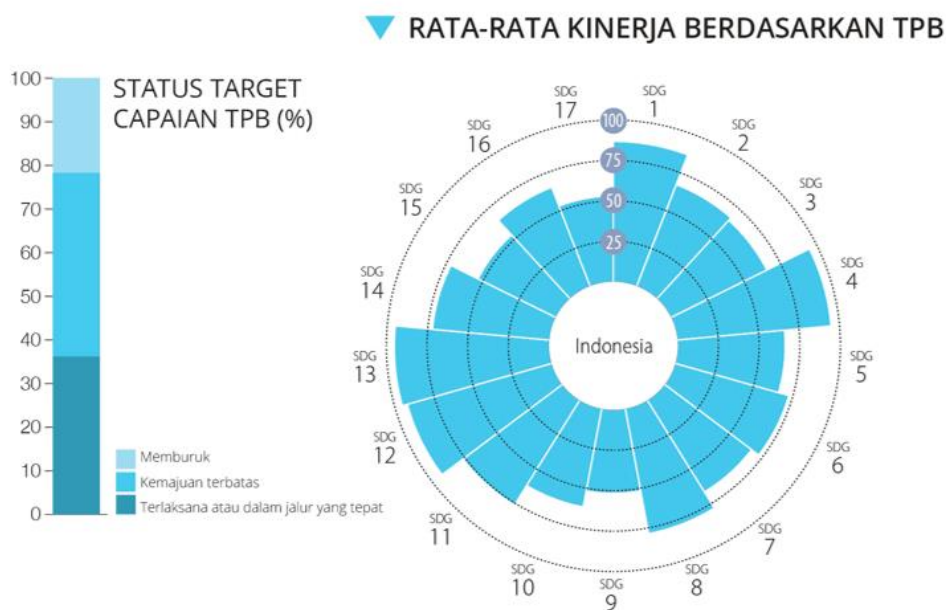 RATA-RATA KINERJA BERDASARKAN TPB
STATUS TARGET
CAPAIAN TPB (%)
100
90
80
70
60
50
40
30
20
10
0
Memburuk
Kemajuan terbatas
Terlaksana atau dalam jalur yang tepat
SDG
1
SDG
2
SDG
3
SDG
4
SDG
5
SDG
6
SDG
7
SDG
8
SDG
9
SDG
10
SDG
11
SDG
12
SDG
13
SDG
14
SDG
15
SDG
16
SDG
17
100
75
50
25
Indonesia